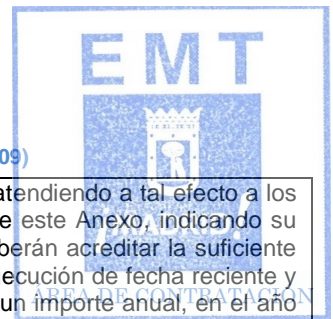 EMT
09)
¡MADRID!
atendiendo a tal efecto a los
e este Anexo, indicando su
berán acreditar la suficiente
ecución de fecha reciente y
ÁREA DE CONTRATACIÓN
un importe anual, en el año